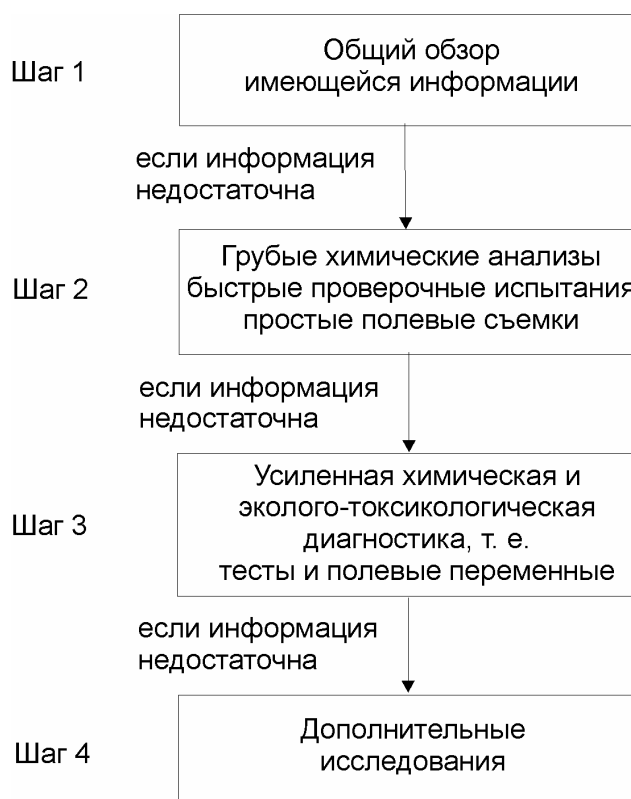 Шаг 1
Общий обзор
имеющейся информации
если информация
недостаточна
Шаг 2
Грубые химические анализы
быстрые проверочные испытания
простые полевые съемки
если информация
недостаточна
Шаг 3
Усиленная химическая и
эколого-токсикологическая
диагностика, т. е.
тесты и полевые переменные
если информация
недостаточна
Шаг 4
Дополнительные
исследования